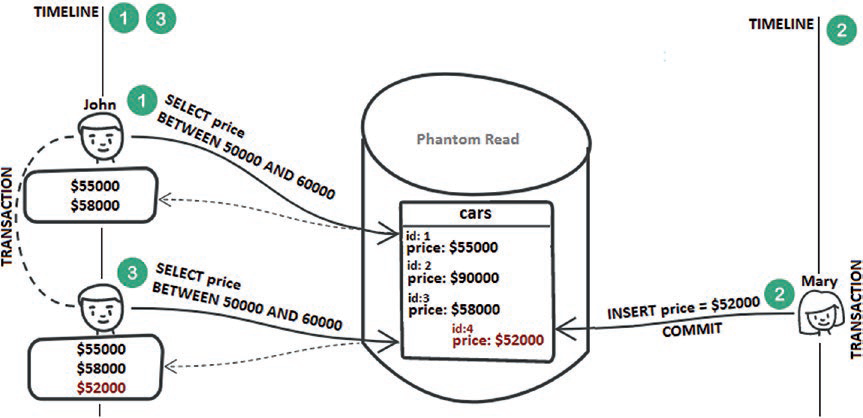 TIMELINE 1 3
TIMELINE 2
John
1 SELECT price
BETWEEN 50000 AND 60000
Phantom Read
TRANSACTION
$55000
$58000
cars
id: 1
price: $55000
id: 2
price: $90000
id:3
price: $58000
id:4
price: $52000
3 SELECT price
BETWEEN 50000 AND 60000
$55000
$58000
$52000
Mary
2
INSERT price = $52000
COMMIT
TRANSACTION